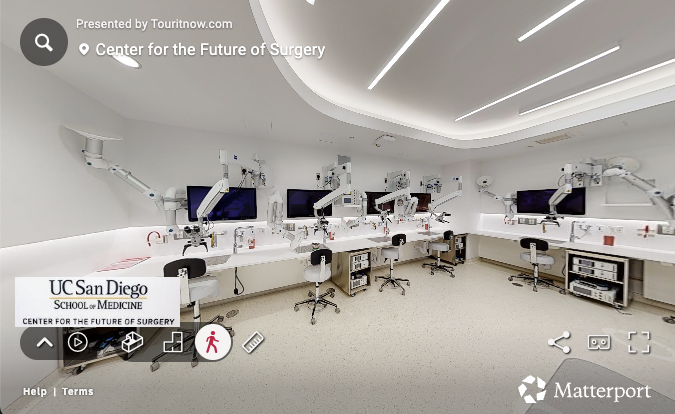 Presented by Touritnow.com
Center for the Future of Surgery
UC San Diego
SCHOOL OF MEDICINE
CENTER FOR THE FUTURE OF SURGERY
Help | Terms
Matterport